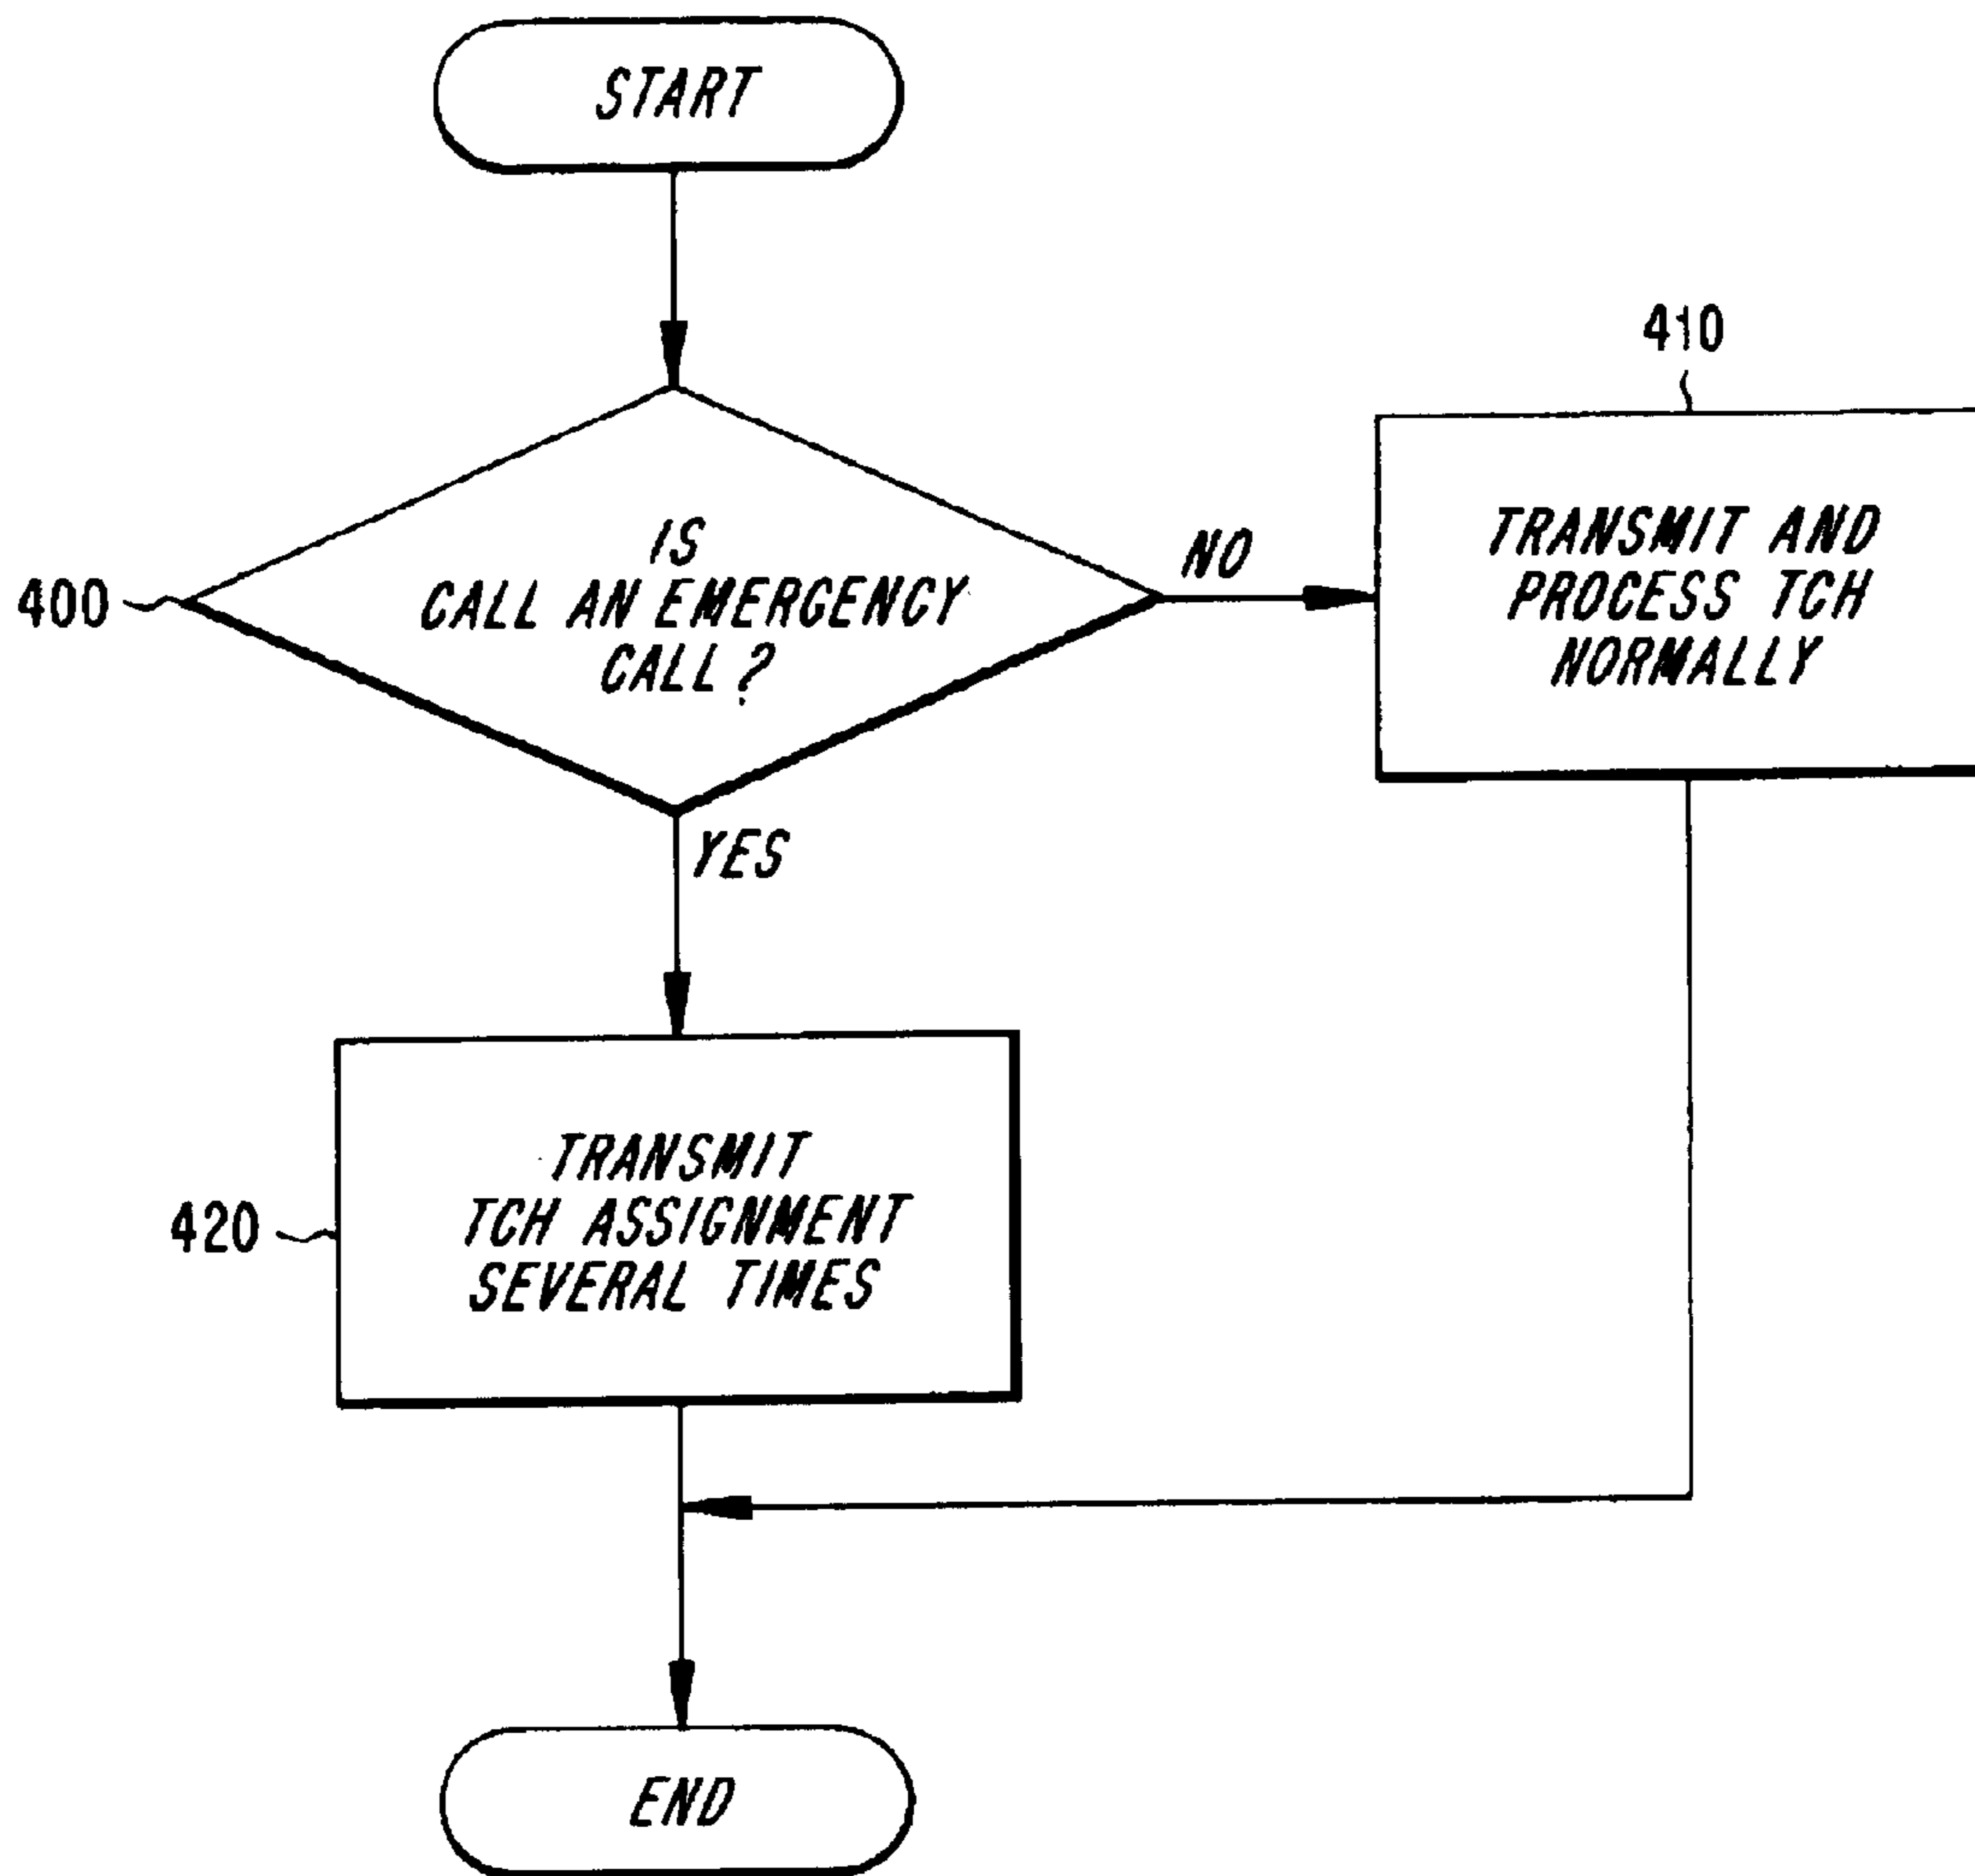 START
400
IS
CALL AN EMERGENCY
CALL?
NO
410
TRANSMIT AND
PROCESS TCH
NORMALLY
YES
420
TRANSMIT
TCH ASSIGNMENT
SEVERAL TIMES
END